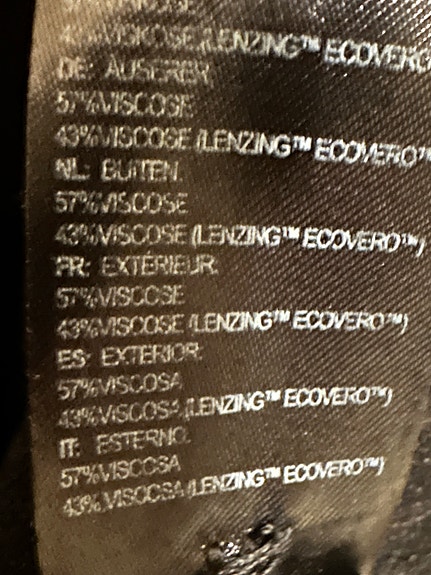 43%VISKOSE (LENZING™ ECOVERO
DE: ÄUSEREN
57%VISCOSE
43%VISCOSE (LENZING™ ECOVERO™
NL: BUITEN.
57%VISCOSE
43%VISCOSE (LENZING™ ECOVERO™)
FR: EXTÉRIEUR.
57%VISCOSE
43%VISCOSE (LENZING™ ECOVERO™)
ES: EXTERIOR.
57%VISCOSA
43%VISCOSA (LENZING™ ECOVERO™)
IT: ESTERNO.
57%VISCOSA
43%VISCOSA (LENZING™ ECOVERO™)